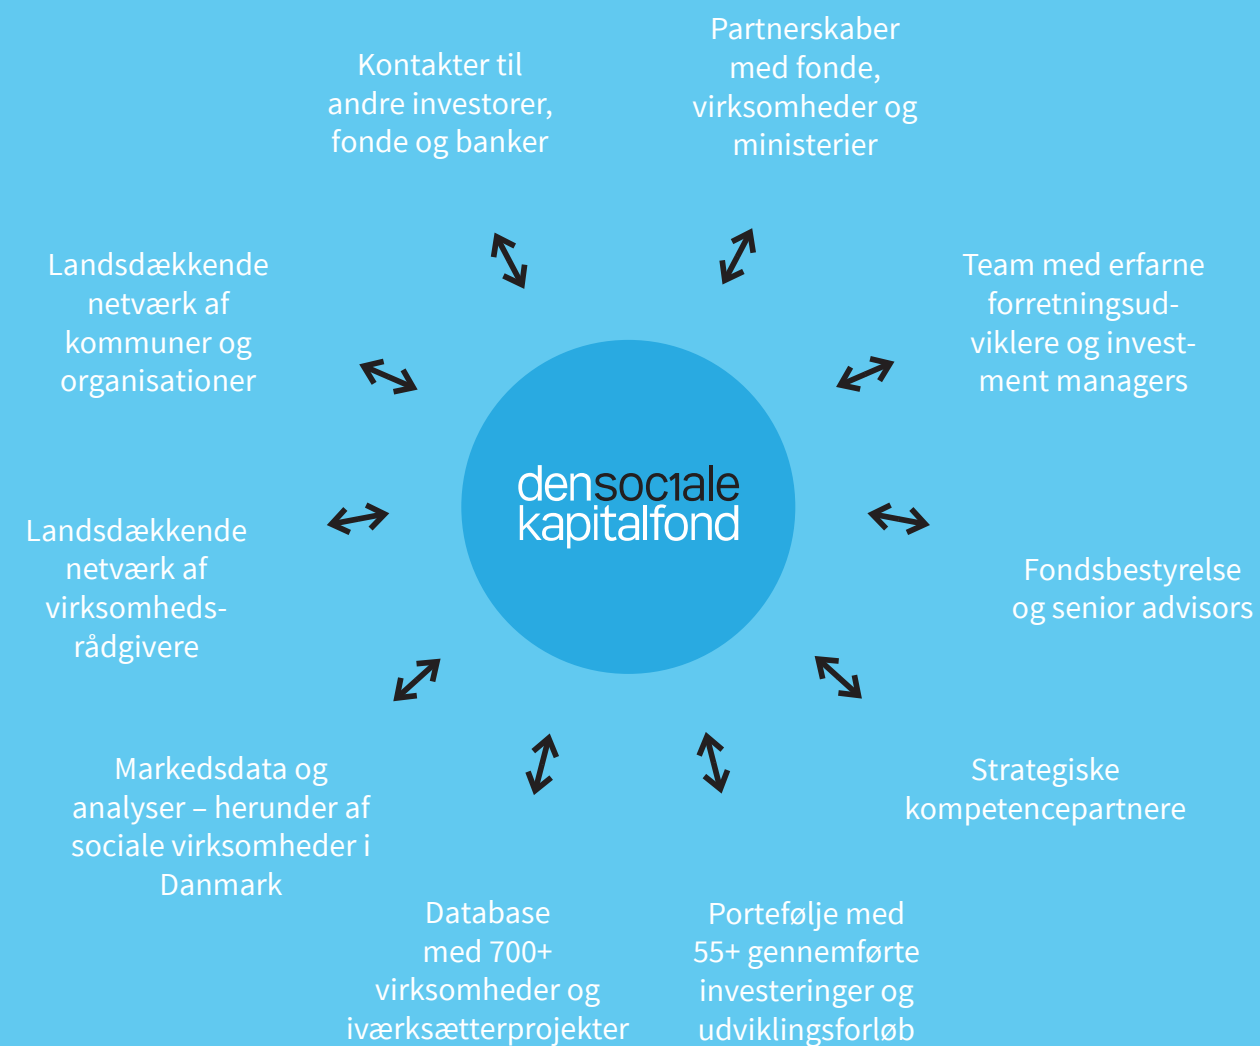 Kontakter til
andre investorer,
fonde og banker
Partnerskaber
med fonde,
virksomheder og
ministerier
Landsdækkende
netværk af
kommuner og
organisationer
Team med erfarne
forretningsud-
viklere og invest-
ment managers
densoc1ale
kapitalfond
Landsdækkende
netværk af
virksomheds-
rådgivere
Fondsbestyrelse
og senior advisors
Markedsdata og
analyser – herunder af
sociale virksomheder i
Danmark
Strategiske
kompetencepartnere
Database
med 700+
virksomheder og
iværksætterprojekter
Portefølje med
55+ gennemførte
investeringer og
udviklingsforløb